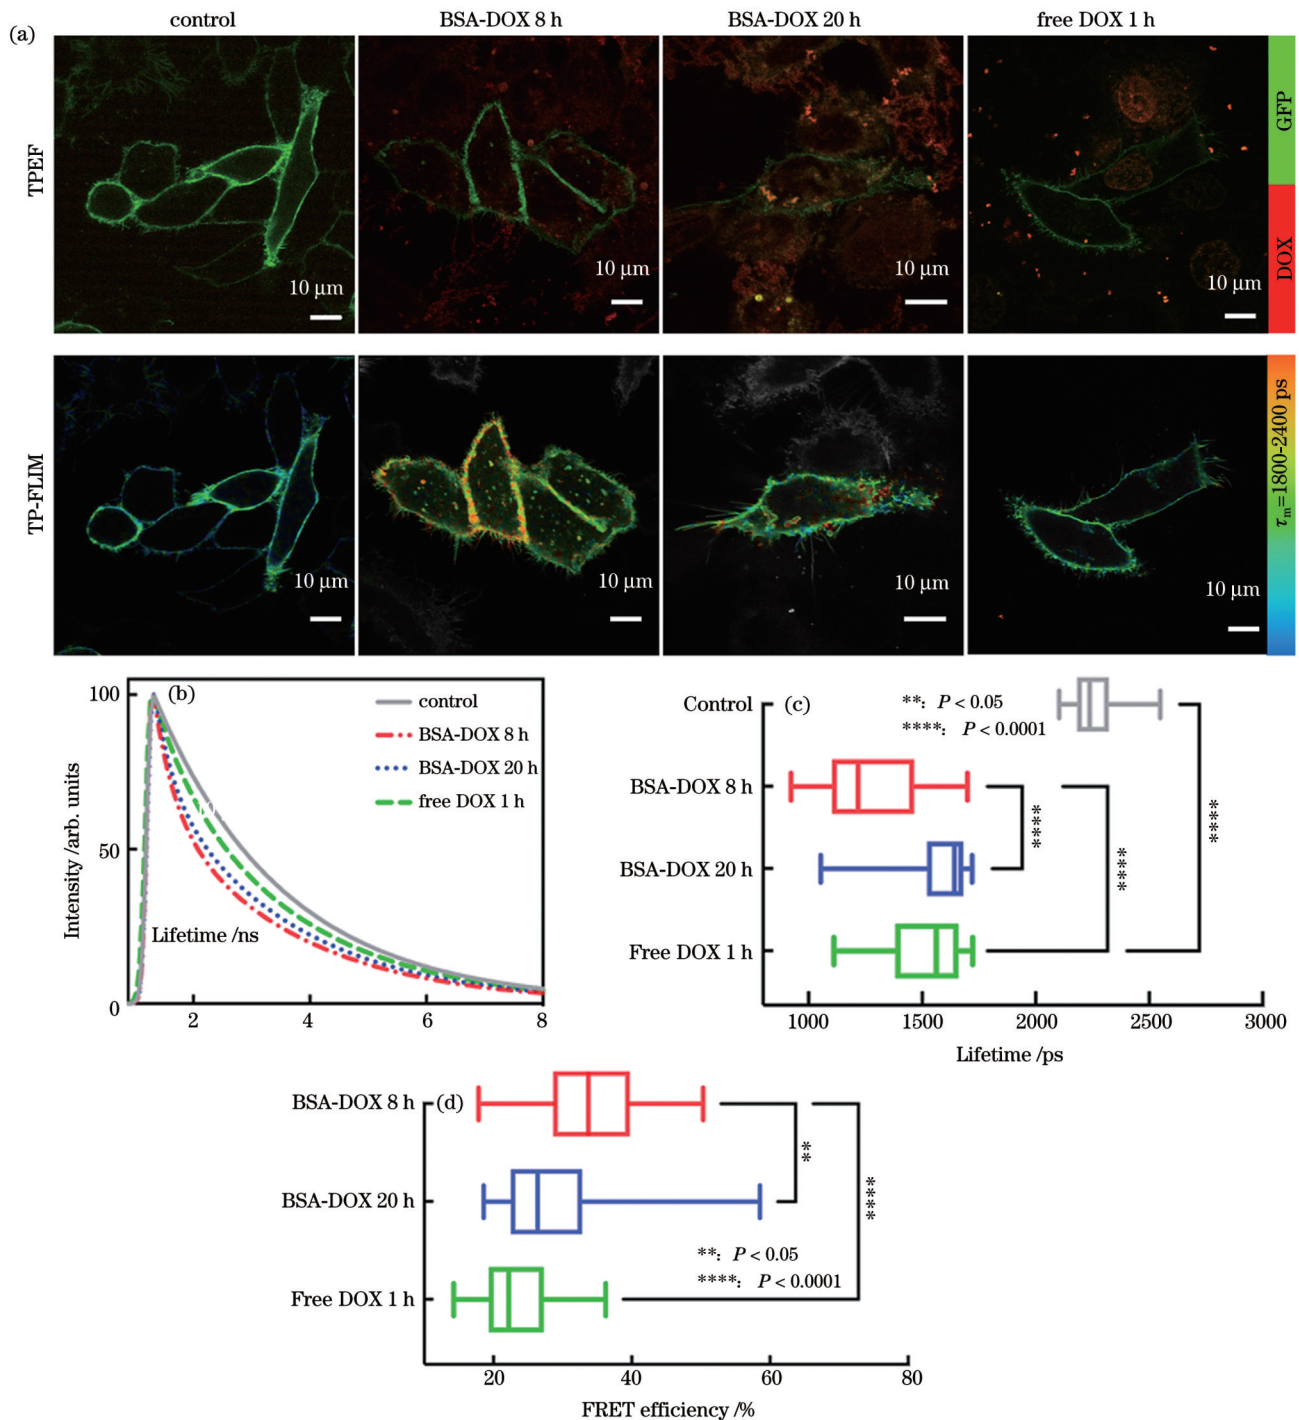 (a)
control
BSA-DOX 8 h
BSA-DOX 20 h
free DOX 1 h
TPEF
10 μm
10 μm
10 μm
10 μm
GFP
DOX
TP-FLIM
10 μm
10 μm
10 μm
10 μm
τm=1800-2400 ps
(b)
100
50
0
Intensity /arb. units
control
BSA-DOX 8 h
BSA-DOX 20 h
free DOX 1 h
Lifetime /ns
2 4 6 8
(c)
Control
BSA-DOX 8 h
BSA-DOX 20 h
Free DOX 1 h
**: P < 0.05
****: P < 0.0001
****
****
****
1000 1500 2000 2500 3000
Lifetime /ps
(d)
BSA-DOX 8 h
BSA-DOX 20 h
Free DOX 1 h
**
****
**: P < 0.05
****: P < 0.0001
20 40 60 80
FRET efficiency /%